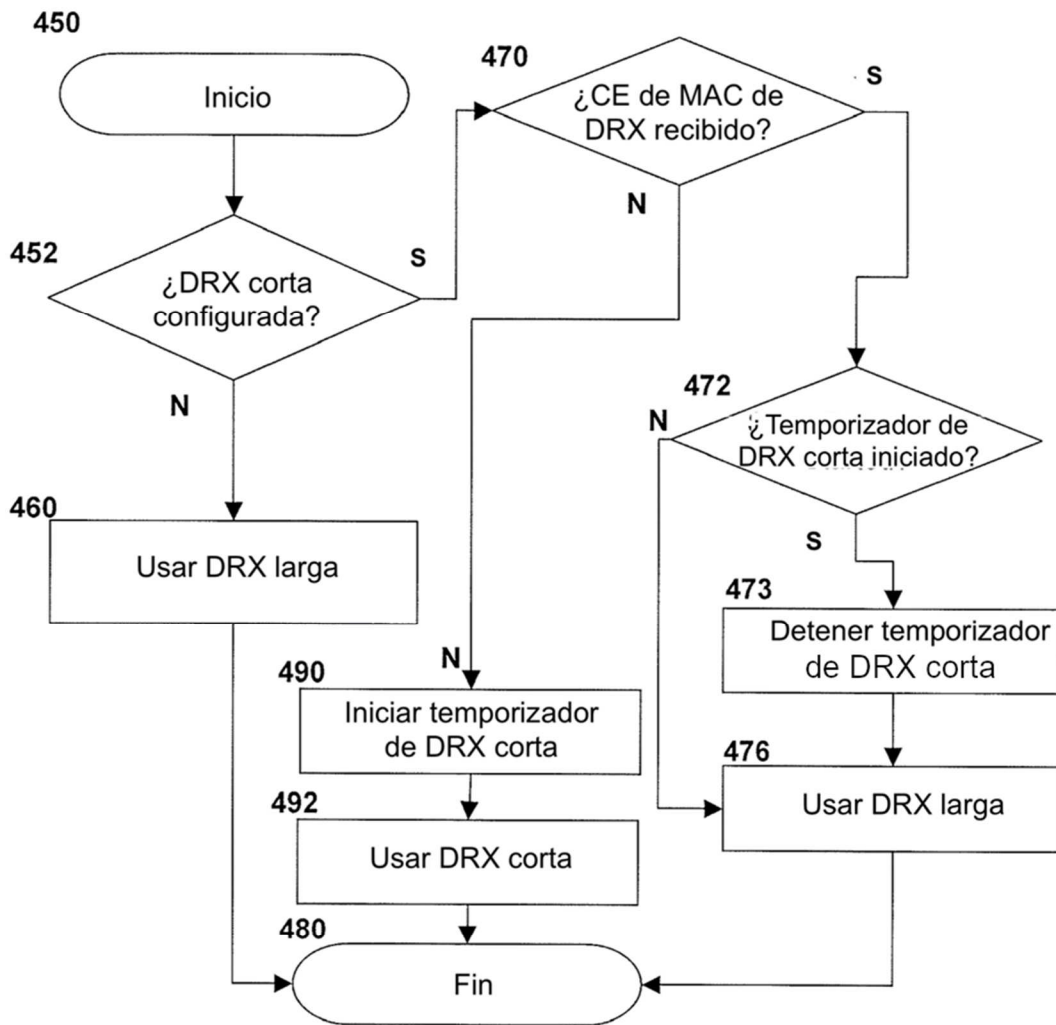 450
Inicio
452
¿DRX corta
configurada?
S
N
460
Usar DRX larga
470
¿CE de MAC de
DRX recibido?
S
N
472
¿Temporizador de
DRX corta iniciado?
N
S
473
Detener temporizador
de DRX corta
476
Usar DRX larga
N
490
Iniciar temporizador
de DRX corta
492
Usar DRX corta
480
Fin